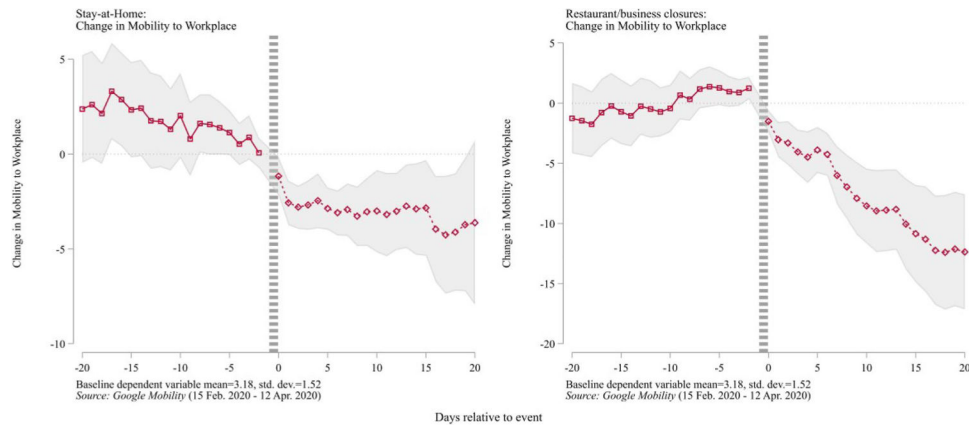 Stay-at-Home:
Change in Mobility to Workplace
Change in Mobility to Workplace
5
0
-5
-10
-20
-15
-10
-5
0
5
10
15
20
Baseline dependent variable mean=3.18, std. dev.=1.52
Source: Google Mobility (15 Feb. 2020 - 12 Apr. 2020)
Restaurant/business closures:
Change in Mobility to Workplace
Change in Mobility to Workplace
5
0
-5
-10
-15
-20
-20
-15
-10
-5
0
5
10
15
20
Baseline dependent variable mean=3.18, std. dev.=1.52
Source: Google Mobility (15 Feb. 2020 - 12 Apr. 2020)
Days relative to event